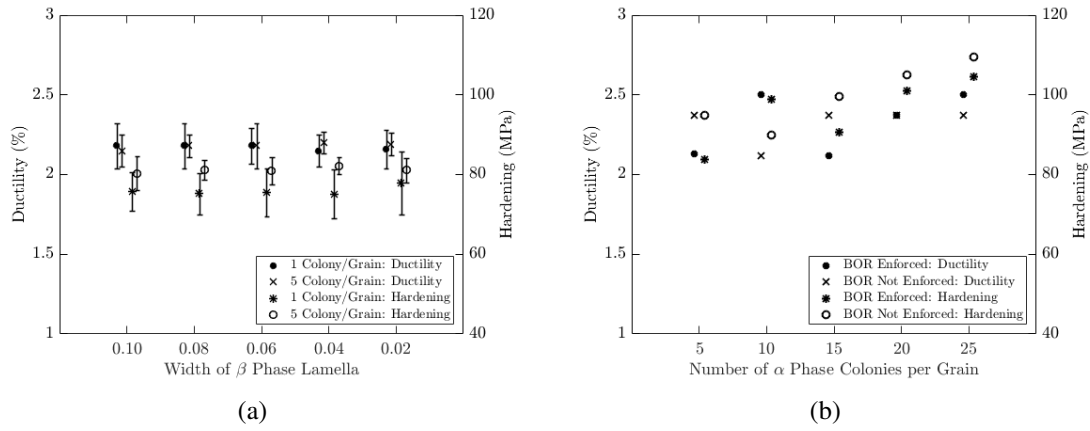 3
2.5
2
1.5
1
Ductility (%)
120
100
80
60
40
Hardening (MPa)
1 Colony/Grain: Ductility
5 Colony/Grain: Ductility
1 Colony/Grain: Hardening
5 Colony/Grain: Hardening
0.10 0.08 0.06 0.04 0.02
Width of β Phase Lamella
(a)
3
2.5
2
1.5
1
Ductility (%)
120
100
80
60
40
Hardening (MPa)
BOR Enforced: Ductility
BOR Not Enforced: Ductility
BOR Enforced: Hardening
BOR Not Enforced: Hardening
5 10 15 20 25
Number of α Phase Colonies per Grain
(b)